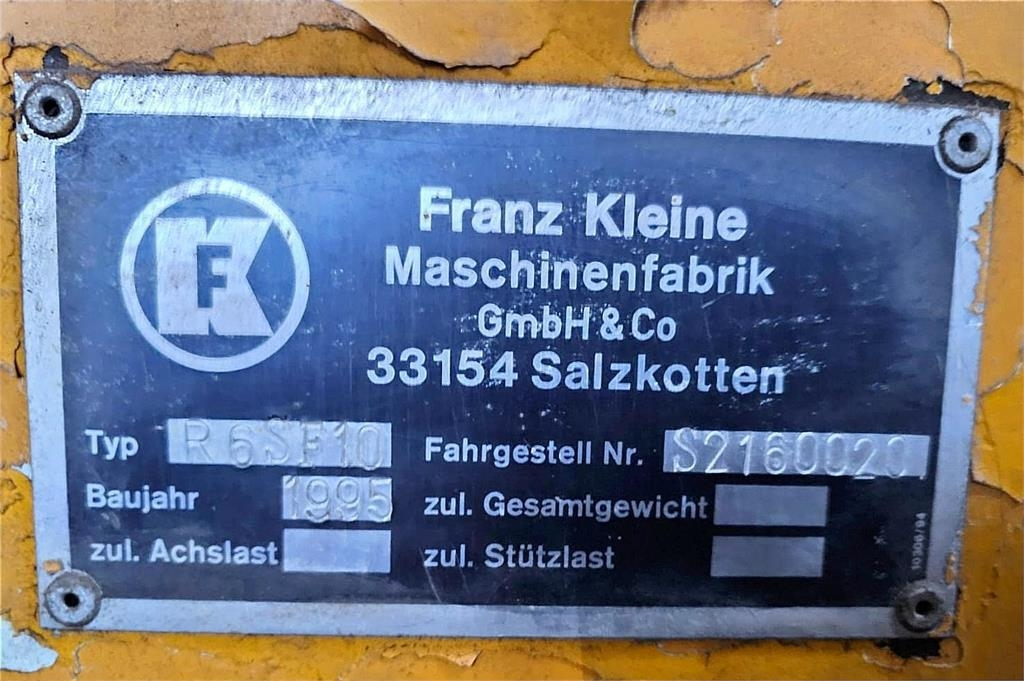 FK
Franz Kleine
Maschinenfabrik
GmbH & Co
33154 Salzkotten
Typ R6SF10 Fahrgestell Nr. S2160020
Baujahr 1995 zul. Gesamtgewicht
zul. Achslast zul. Stützlast
10306/94